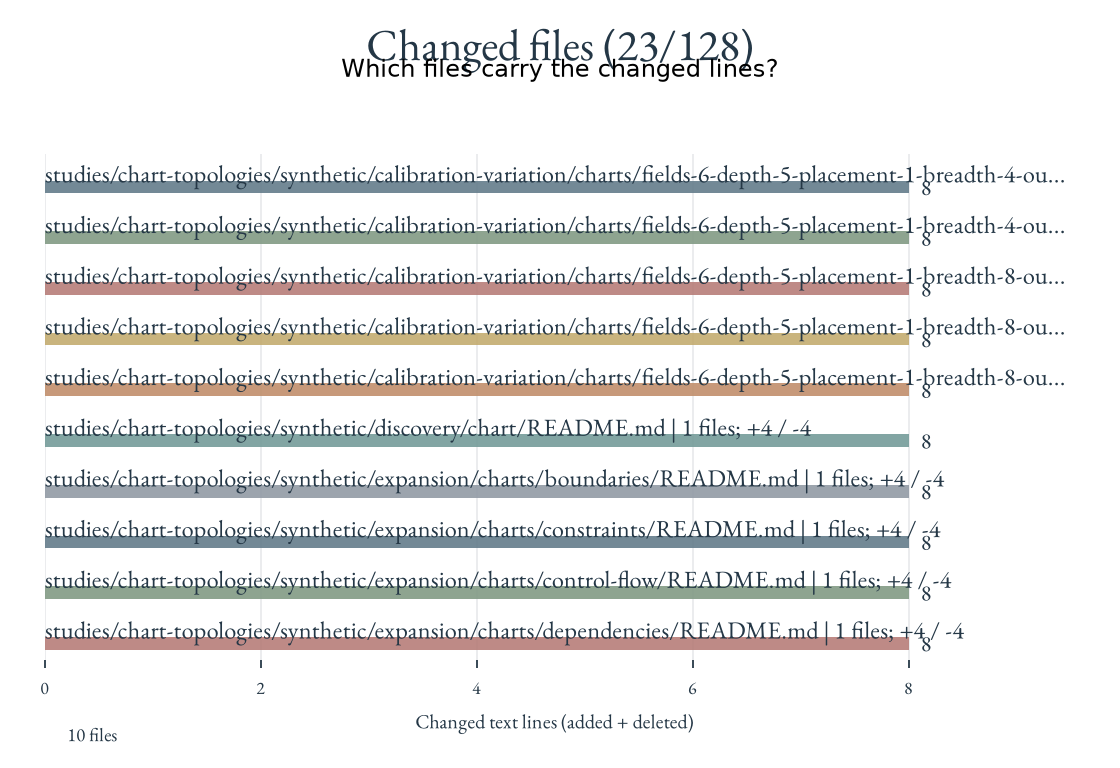 Changed files (23/128)
Which files carry the changed lines?
studies/chart-topologies/synthetic/calibration-variation/charts/fields-6-depth-5-placement-1-breadth-4-ou...
8
studies/chart-topologies/synthetic/calibration-variation/charts/fields-6-depth-5-placement-1-breadth-4-ou...
8
studies/chart-topologies/synthetic/calibration-variation/charts/fields-6-depth-5-placement-1-breadth-8-ou...
8
studies/chart-topologies/synthetic/calibration-variation/charts/fields-6-depth-5-placement-1-breadth-8-ou...
8
studies/chart-topologies/synthetic/calibration-variation/charts/fields-6-depth-5-placement-1-breadth-8-ou...
8
studies/chart-topologies/synthetic/discovery/chart/README.md | 1 files; +4 / -4
8
studies/chart-topologies/synthetic/expansion/charts/boundaries/README.md | 1 files; +4 / -4
8
studies/chart-topologies/synthetic/expansion/charts/constraints/README.md | 1 files; +4 / -4
8
studies/chart-topologies/synthetic/expansion/charts/control-flow/README.md | 1 files; +4 / -4
8
studies/chart-topologies/synthetic/expansion/charts/dependencies/README.md | 1 files; +4 / -4
8
0 2 4 6 8
Changed text lines (added + deleted)
10 files